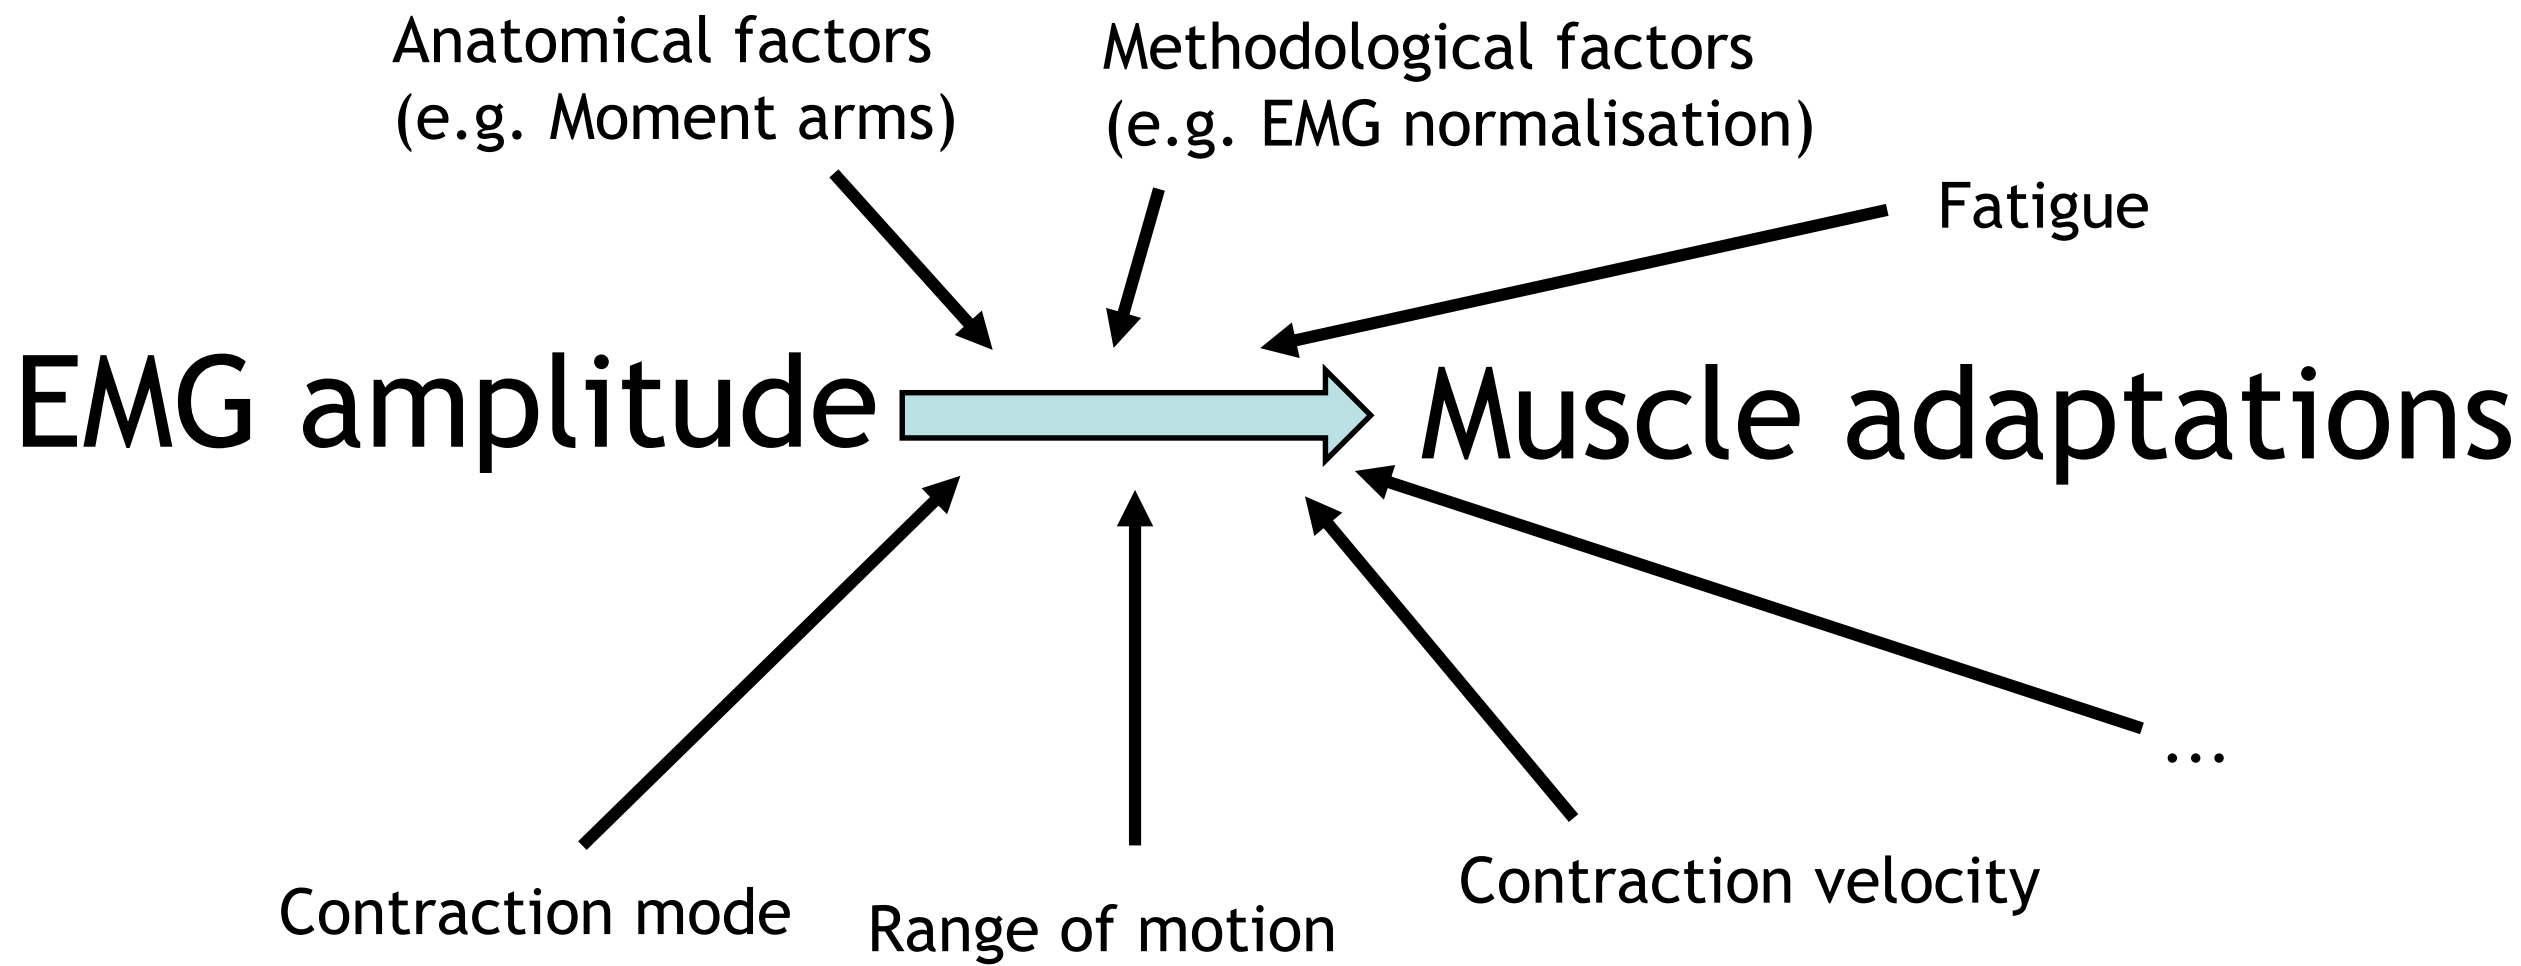 Anatomical factors
(e.g. Moment arms)
Methodological factors
(e.g. EMG normalisation)
Fatigue
EMG amplitude
Muscle adaptations
...
Contraction mode
Range of motion
Contraction velocity